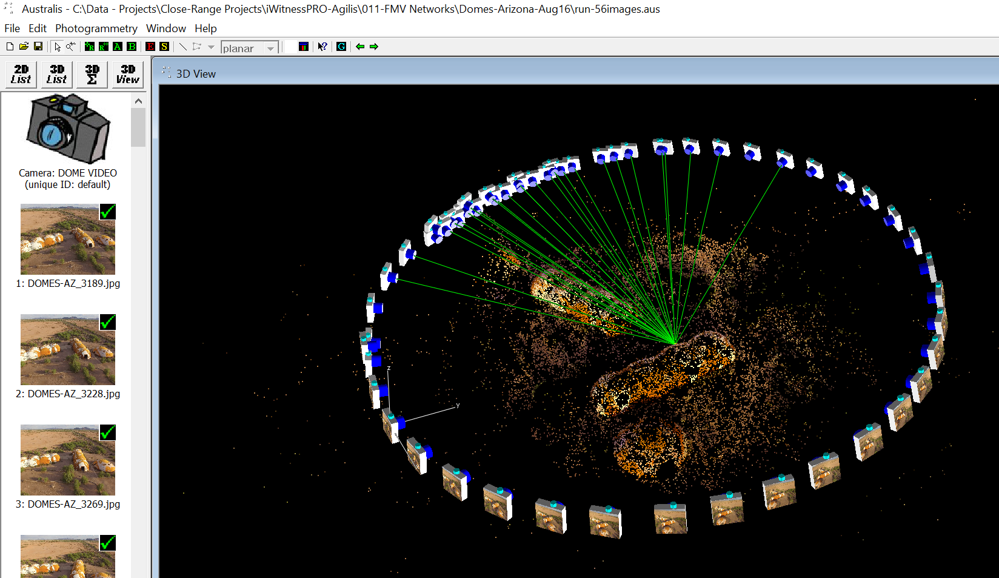 Australis - C:\Data - Projects\Close-Range Projects\iWitnessPRO-Agilis\011-FMV Networks\Domes-Arizona-Aug16\run-56images.aus
File Edit Photogrammetry Window Help
R R A B E S planar G
2D List 3D List 3D Σ 3D View
3D View
Camera: DOME VIDEO
(unique ID: default)
1: DOMES-AZ_3189.jpg
2: DOMES-AZ_3228.jpg
3: DOMES-AZ_3269.jpg
z
y